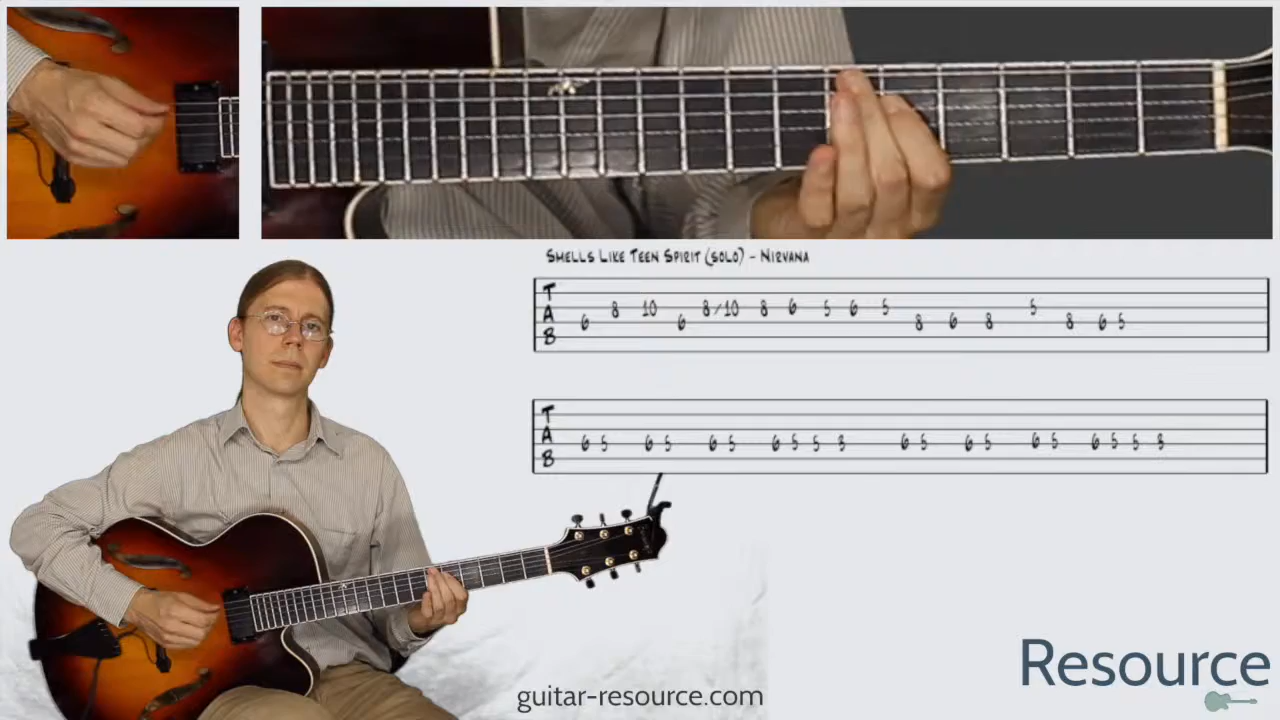 Smells Like Teen Spirit (solo) - Nirvana
T
A
B
6 8 10 6 8/10 8 6 5 6 5 8 6 8 5 8 6 5
T
A
B
6 5 6 5 6 5 6 5 5 3 6 5 6 5 6 5 6 5 5 3
Resource
guitar-resource.com